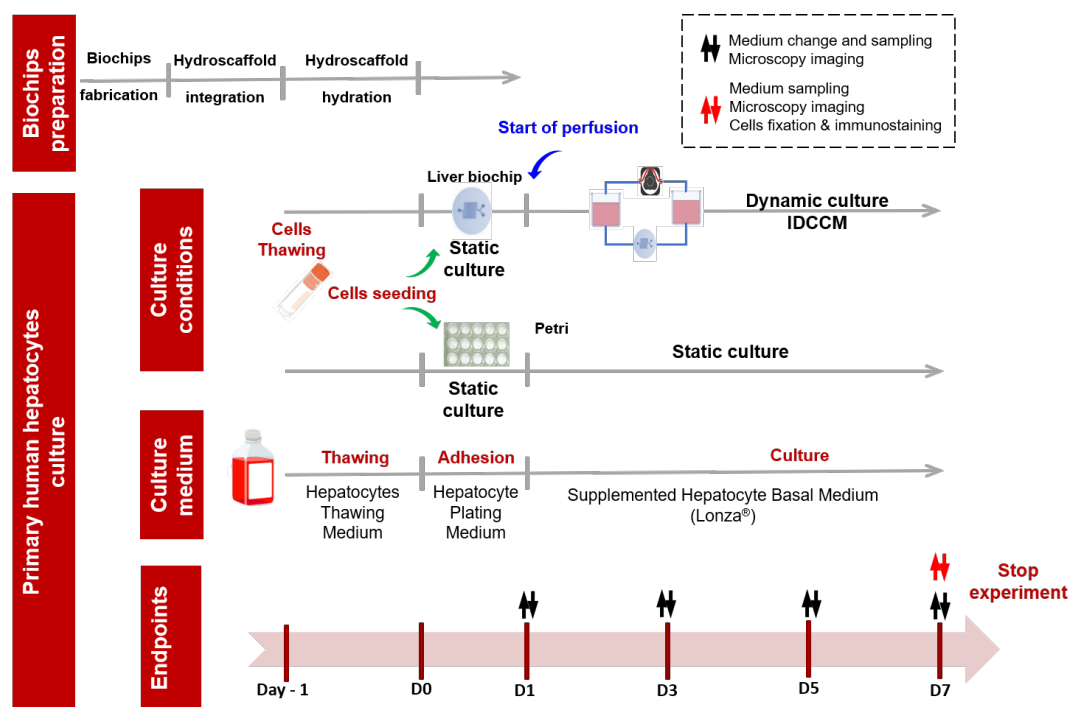 Biochips
preparation
Biochips
fabrication
Hydroscaffold
integration
Hydroscaffold
hydration
Medium change and sampling
Microscopy imaging
Medium sampling
Microscopy imaging
Cells fixation & immunostaining
Start of perfusion
Primary human hepatocytes
culture
Culture
conditions
Liver biochip
Static
culture
Dynamic culture
IDCCM
Cells
Thawing
Cells seeding
Petri
Static
culture
Static culture
Culture
medium
Thawing
Hepatocytes
Thawing
Medium
Adhesion
Hepatocyte
Plating
Medium
Culture
Supplemented Hepatocyte Basal Medium
(Lonza®)
Endpoints
Stop
experiment
Day - 1
D0
D1
D3
D5
D7